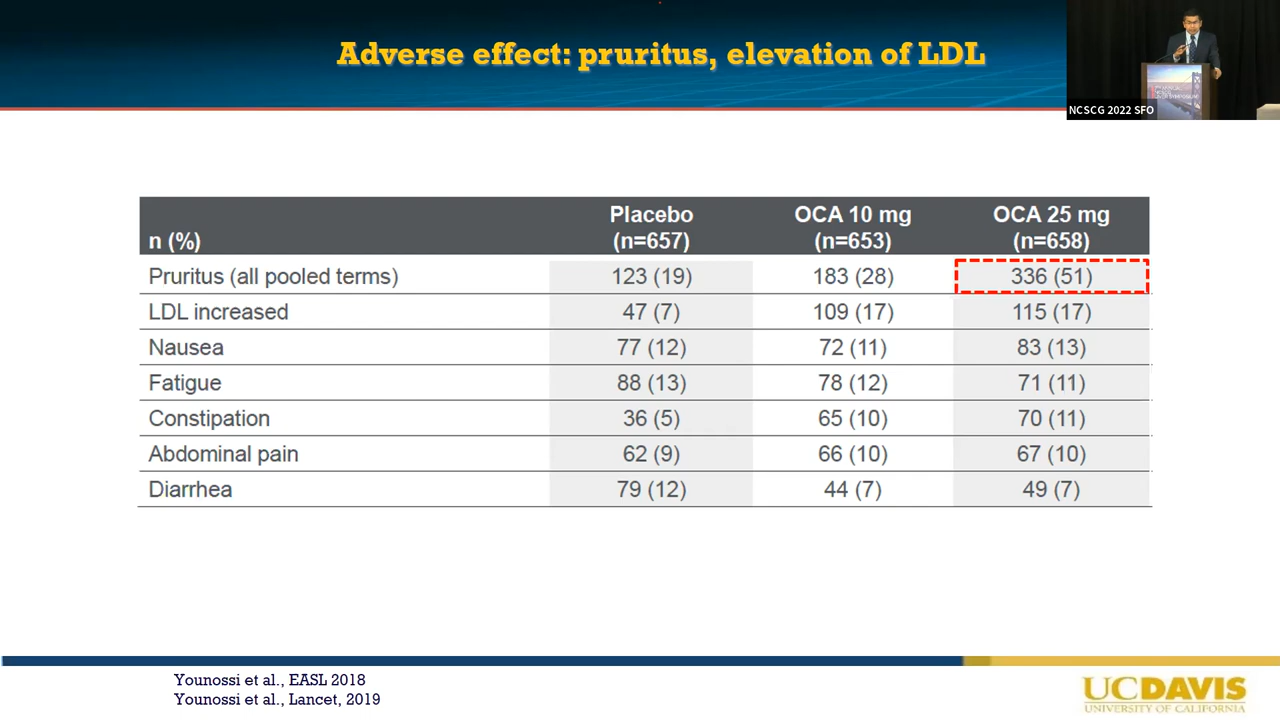 Adverse effect: pruritus, elevation of LDL
NCSCG 2022 SFO
n (%) Placebo (n=657) OCA 10 mg (n=653) OCA 25 mg (n=658)
Pruritus (all pooled terms) 123 (19) 183 (28) 336 (51)
LDL increased 47 (7) 109 (17) 115 (17)
Nausea 77 (12) 72 (11) 83 (13)
Fatigue 88 (13) 78 (12) 71 (11)
Constipation 36 (5) 65 (10) 70 (11)
Abdominal pain 62 (9) 66 (10) 67 (10)
Diarrhea 79 (12) 44 (7) 49 (7)
Younossi et al., EASL 2018
Younossi et al., Lancet, 2019
UCDAVIS
UNIVERSITY OF CALIFORNIA